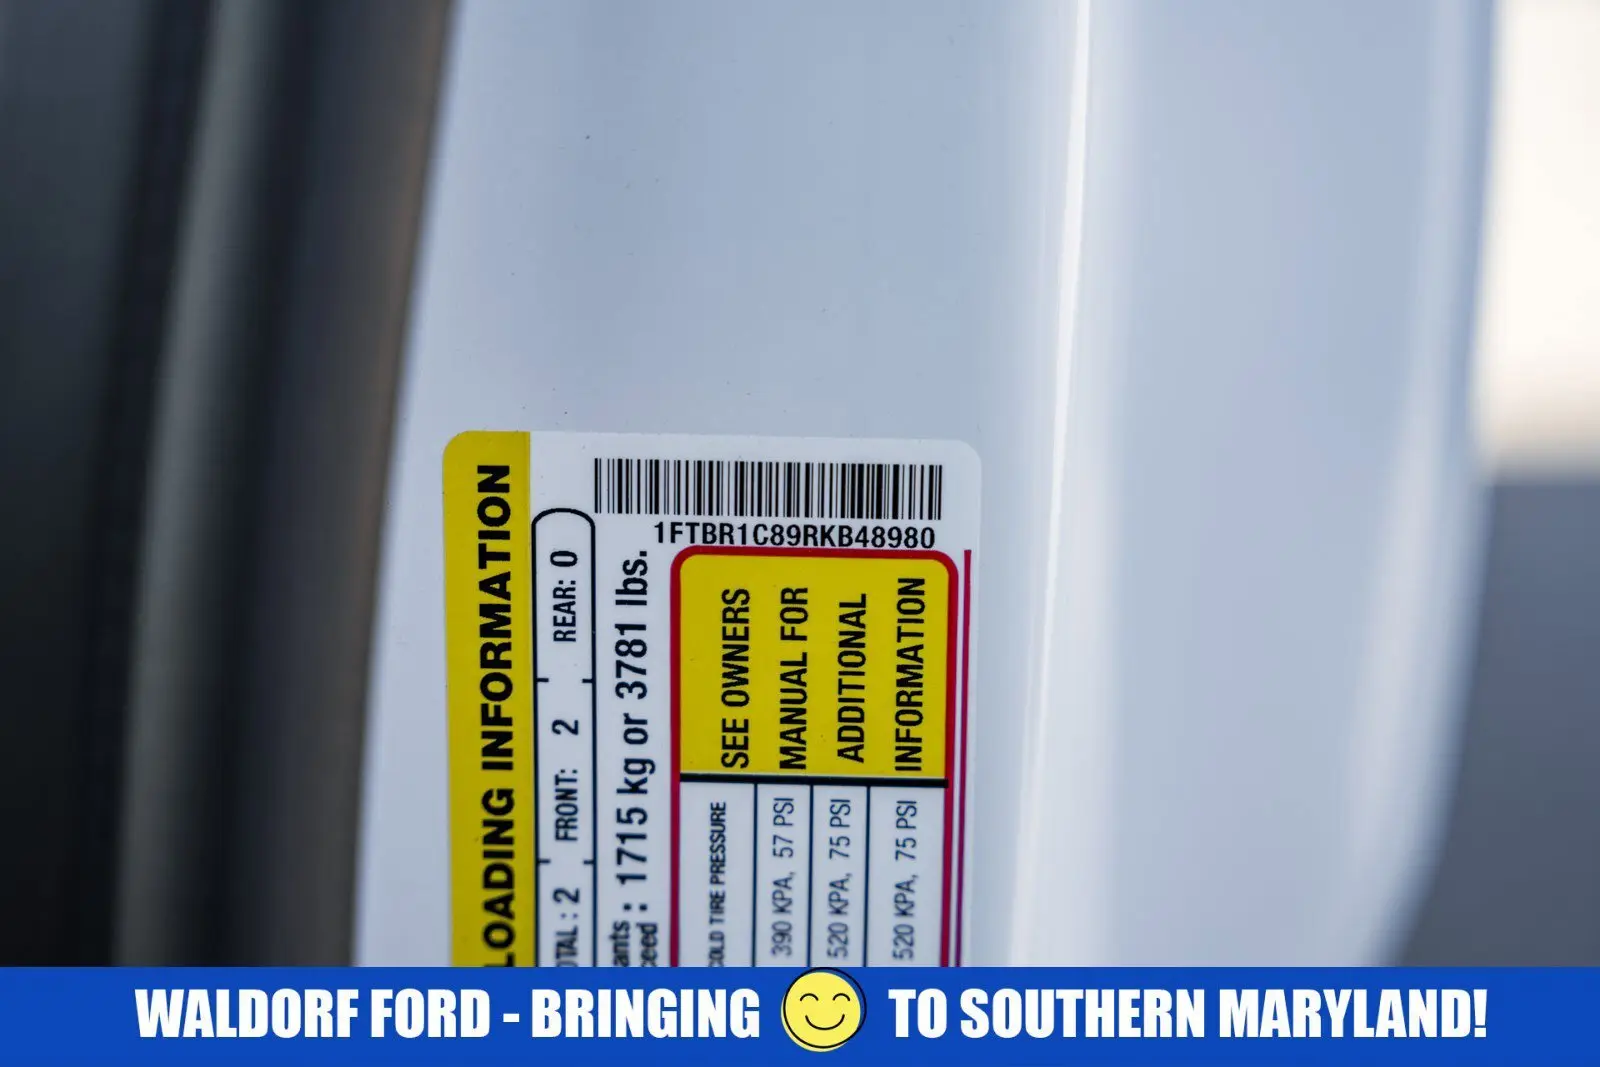 1FTBR1C89RKB48980
LOADING INFORMATION
REAR: 0
FRONT: 2
: 2
: 1715 kg or 3781 lbs.
SEE OWNERS
MANUAL FOR
ADDITIONAL
INFORMATION
COLD TIRE PRESSURE
390 KPA, 57 PSI
520 KPA, 75 PSI
520 KPA, 75 PSI
WALDORF FORD - BRINGING TO SOUTHERN MARYLAND!